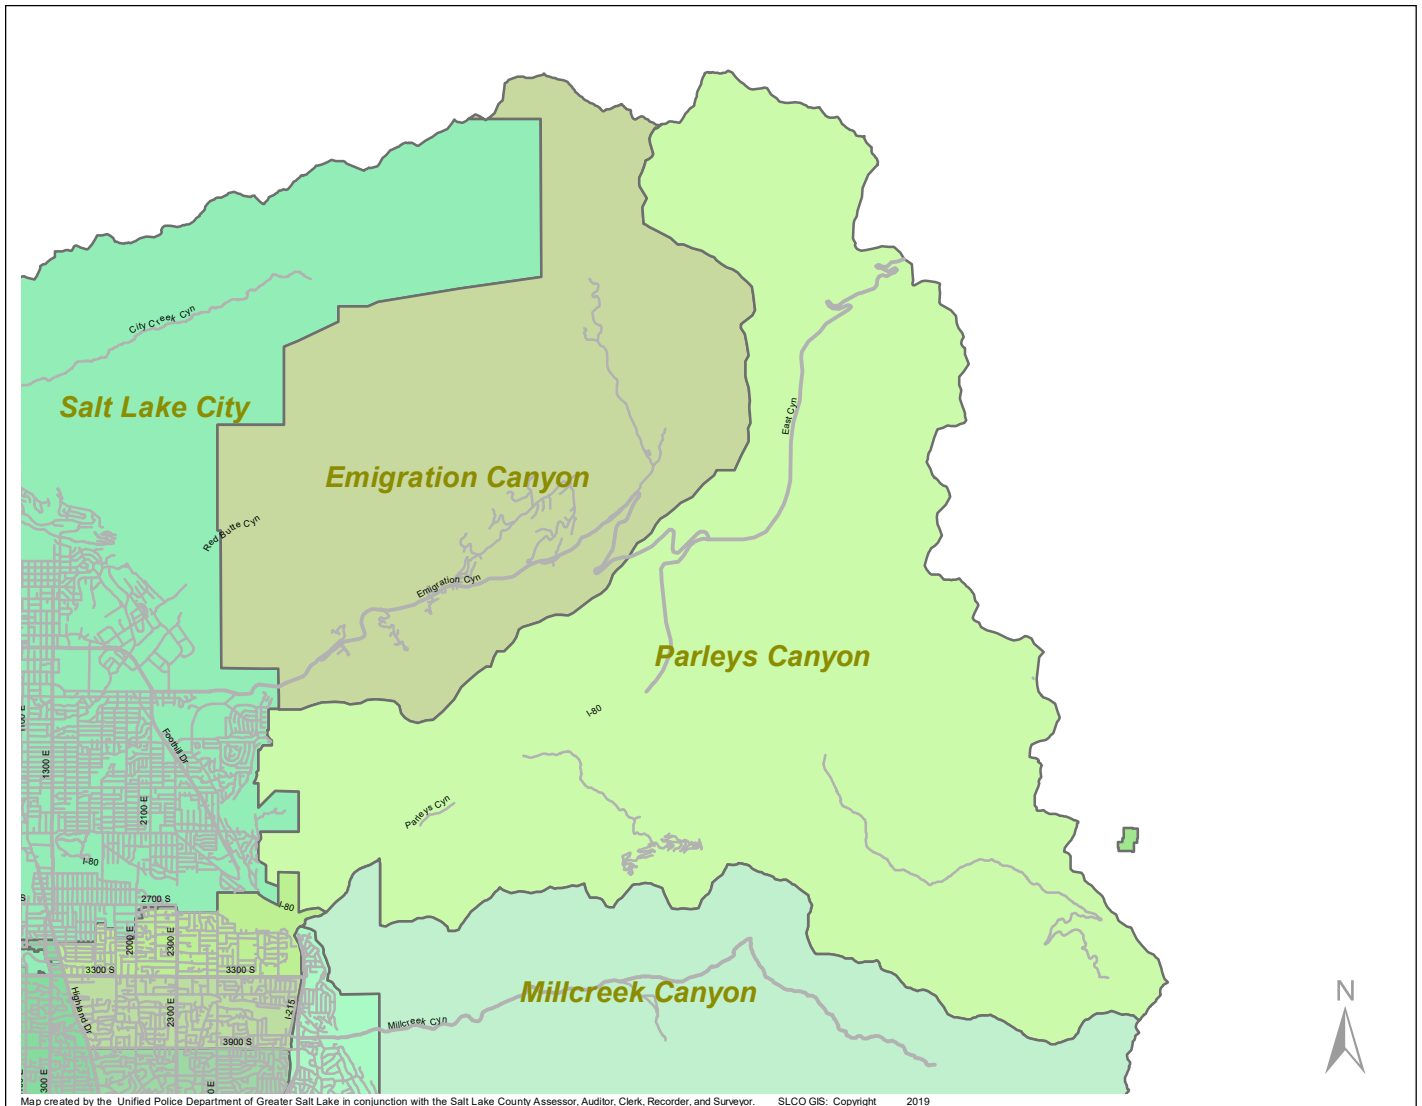 City Creek Cyn
Salt Lake City
East Cyn
Emigration Canyon
Red Butte Cyn
Emigration Cyn
Parleys Canyon
I-80
1300 E
Foothill Dr
2100 E
Parleys Cyn
I-80
2700 S
S
I-80
2000 E
2300 E
3300 S
3300 S
Highland Dr
2300 E
I-215
Millcreek Canyon
Millcreek Cyn
3900 S
300 E
E
N
Map created by the Unified Police Department of Greater Salt Lake in conjunction with the Salt Lake County Assessor, Auditor, Clerk, Recorder, and Surveyor. SLCO GIS: Copyright 2019